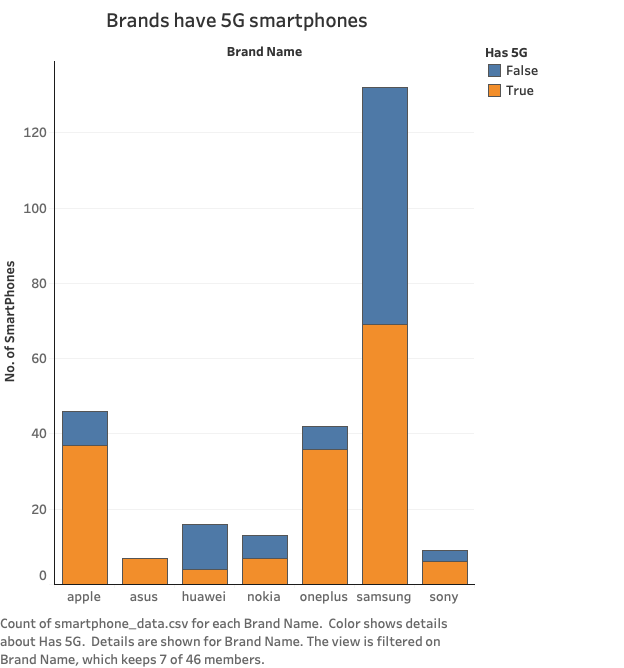 Brands have 5G smartphones
Brand Name
Has 5G
False
True
No. of SmartPhones
120
100
80
60
40
20
0
apple asus huawei nokia oneplus samsung sony
Count of smartphone_data.csv for each Brand Name. Color shows details
about Has 5G. Details are shown for Brand Name. The view is filtered on
Brand Name, which keeps 7 of 46 members.